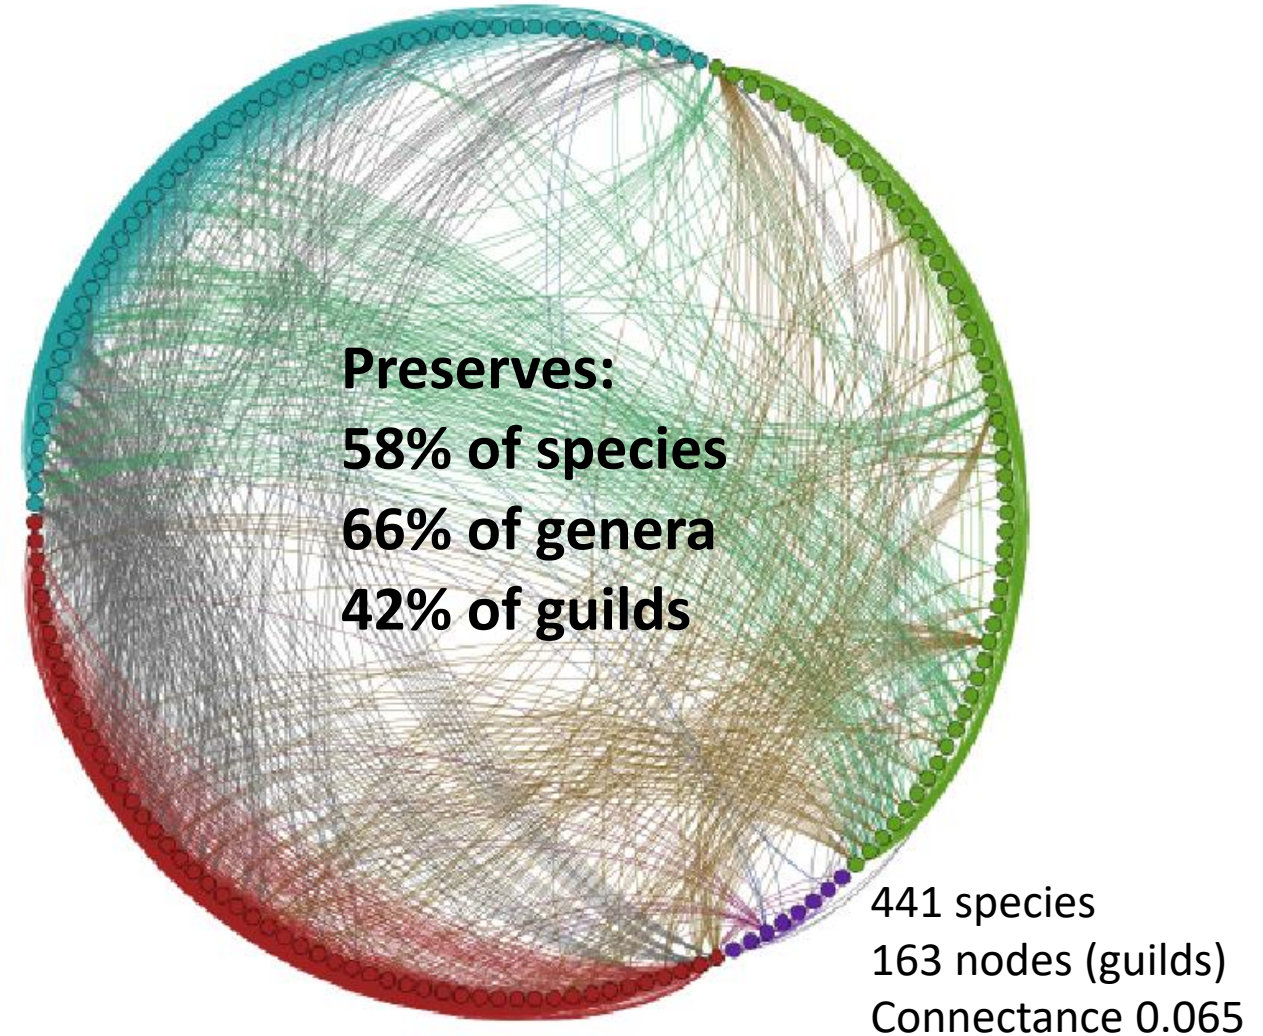 Preserves:
58% of species
66% of genera
42% of guilds
441 species
163 nodes (guilds)
Connectance 0.065